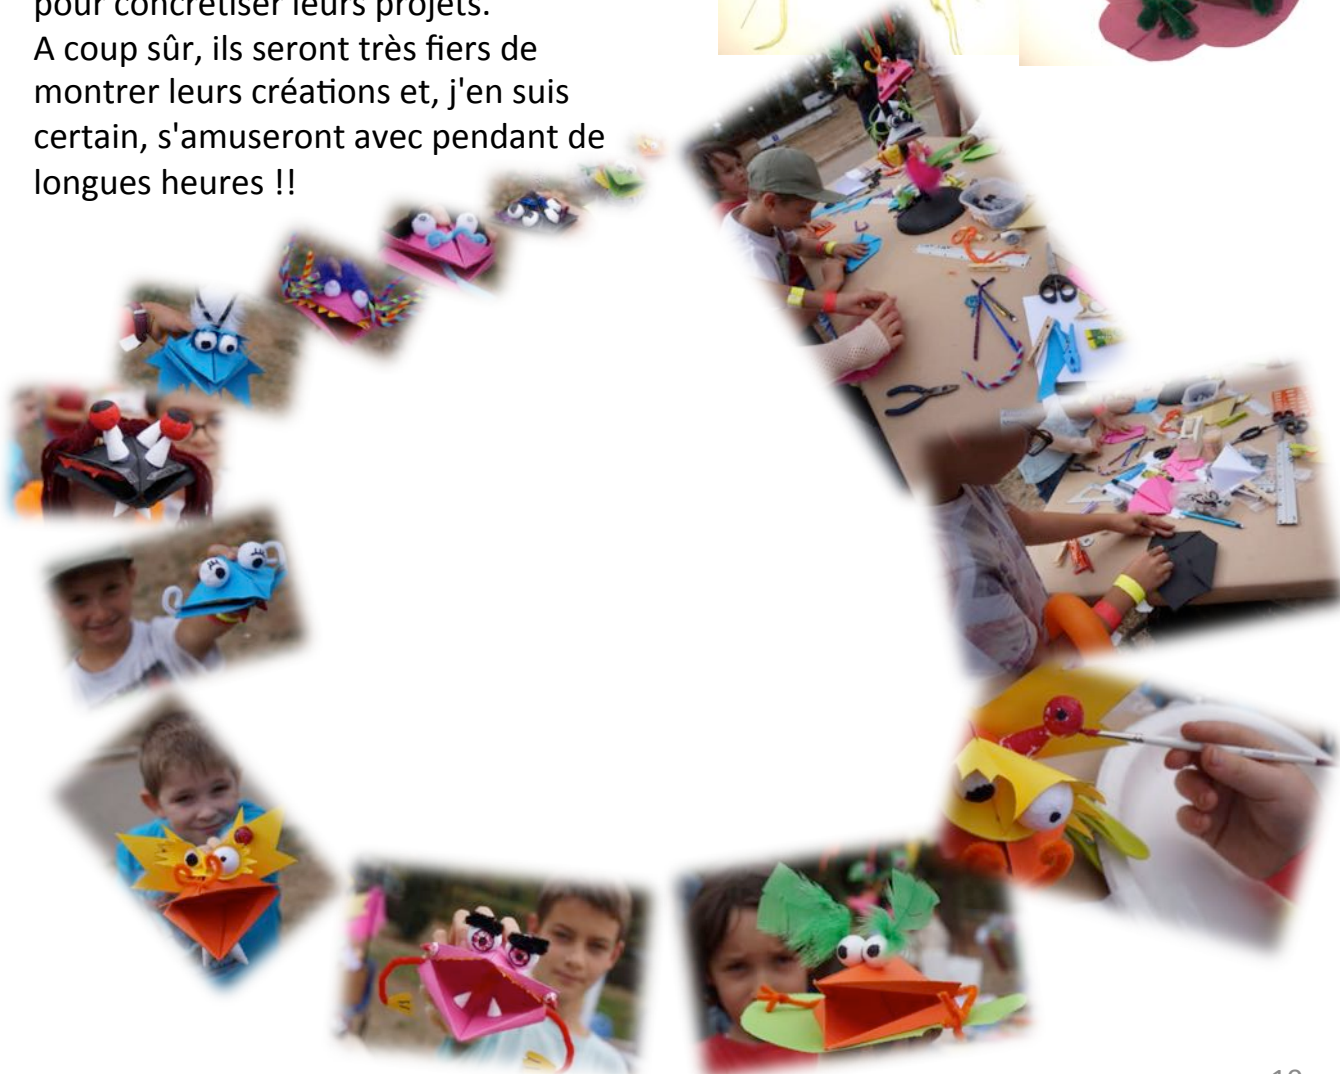 pour concrétiser leurs projets.
A coup sûr, ils seront très fiers de
montrer leurs créations et, j'en suis
certain, s'amuseront avec pendant de
longues heures !!